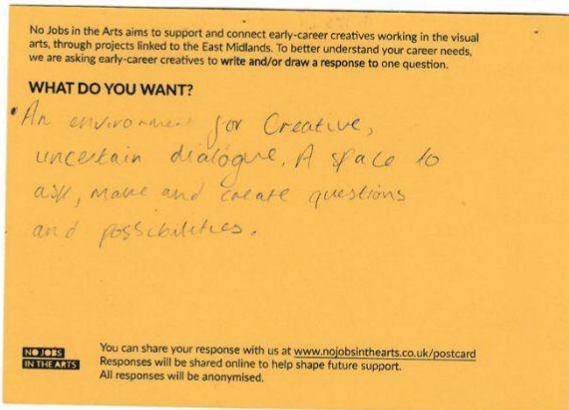 No Jobs in the Arts aims to support and connect early-career creatives working in the visual
arts, through projects linked to the East Midlands. To better understand your career needs,
we are asking early-career creatives to write and/or draw a response to one question.
WHAT DO YOU WANT?
An environment for Creative,
uncertain dialogue. A space to
ask, make and create questions
and possibilities.
NO JOBS
IN THE ARTS
You can share your response with us at www.nojobsinthearts.co.uk/postcard
Responses will be shared online to help shape future support.
All responses will be anonymised.